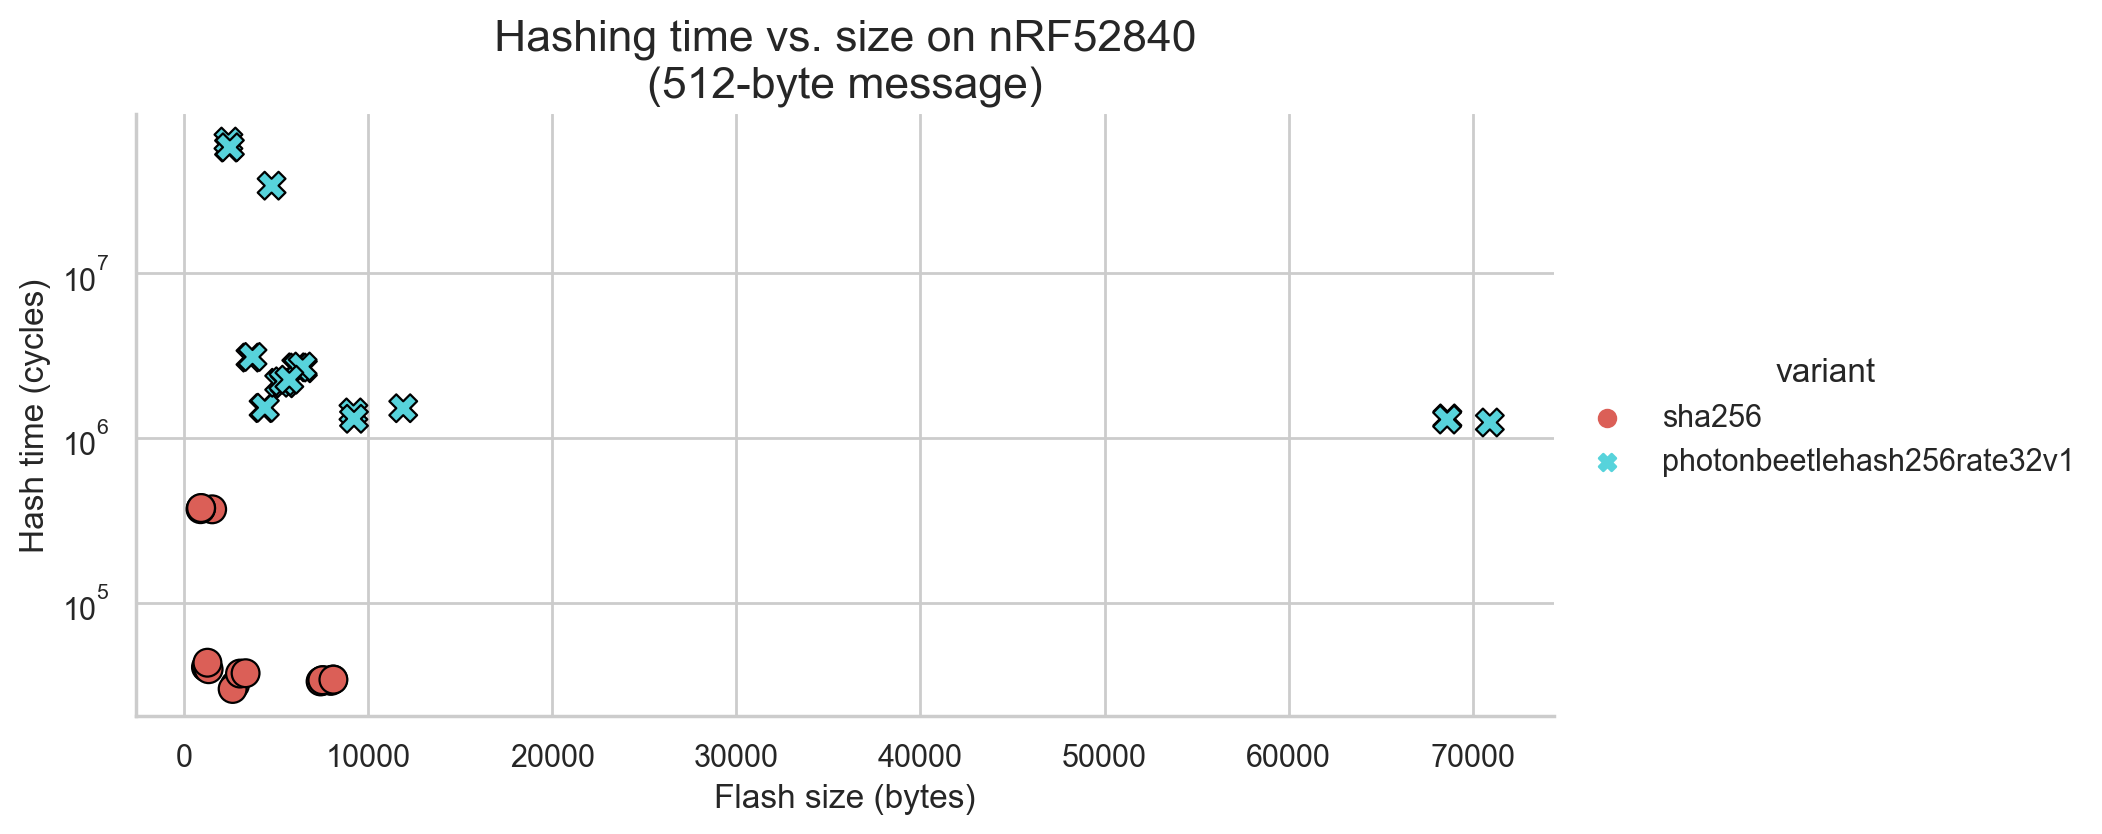 Hashing time vs. size on nRF52840
(512-byte message)
Hash time (cycles)
10^7
10^6
10^5
0 10000 20000 30000 40000 50000 60000 70000
Flash size (bytes)
variant
sha256
photonbeetlehash256rate32v1